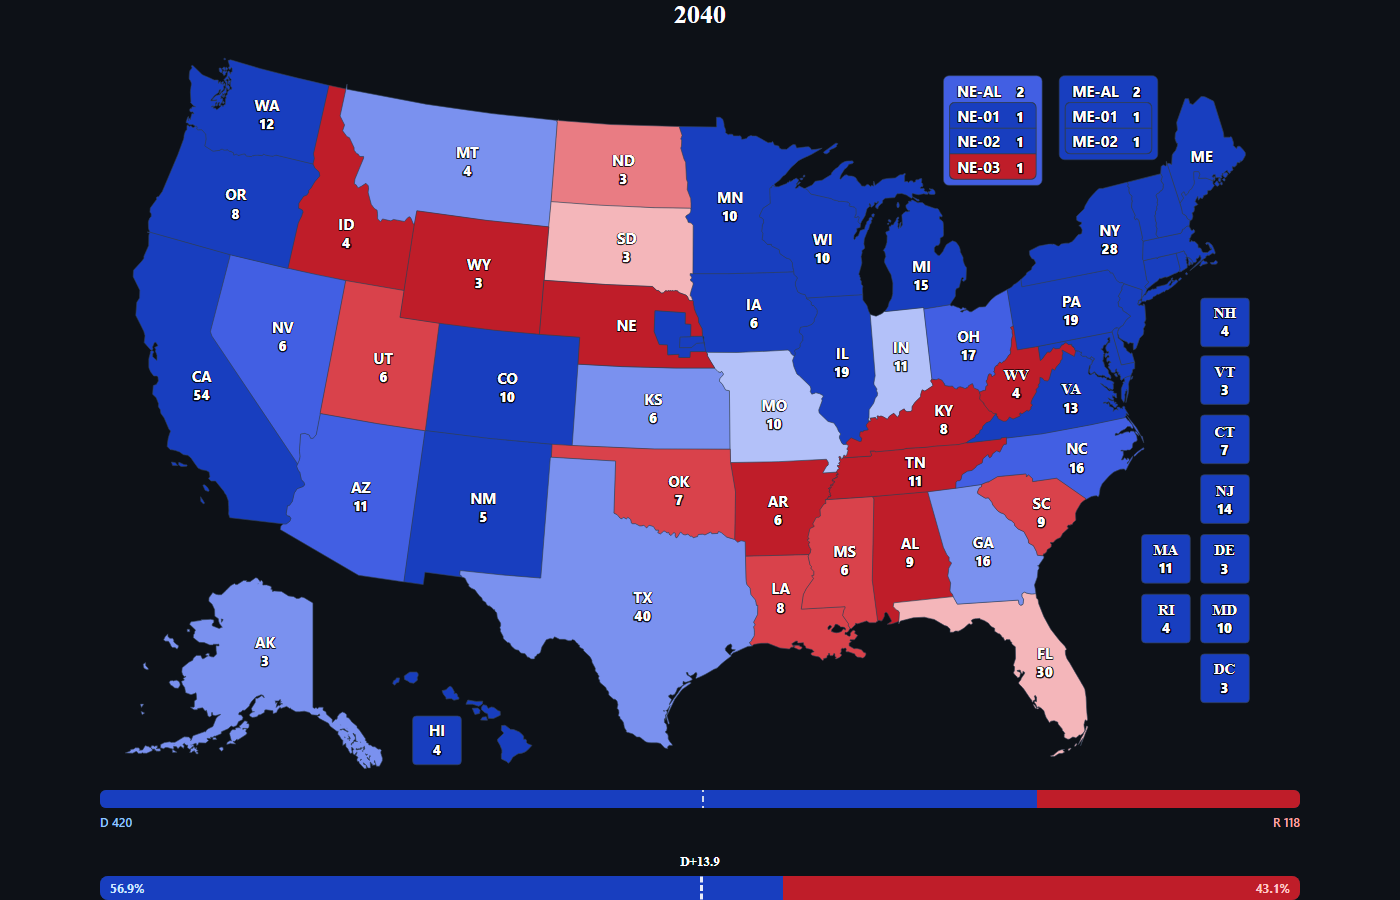 2040
NE-AL 2
NE-01 1
NE-02 1
NE-03 1
ME-AL 2
ME-01 1
ME-02 1
WA
12
OR
8
ID
4
MT
4
ND
3
MN
10
ME
SD
3
WY
3
WI
10
MI
15
NY
28
NV
6
UT
6
CA
54
CO
10
NE
IA
6
IL
19
IN
11
OH
17
PA
19
NH
4
VT
3
KS
6
MO
10
KY
8
WV
4
VA
13
CT
7
AZ
11
NM
5
OK
7
AR
6
TN
11
NC
16
NJ
14
TX
40
LA
8
MS
6
AL
9
GA
16
SC
9
MA
11
DE
3
RI
4
MD
10
AK
3
HI
4
FL
30
DC
3
D 420
R 118
D+13.9
56.9%
43.1%